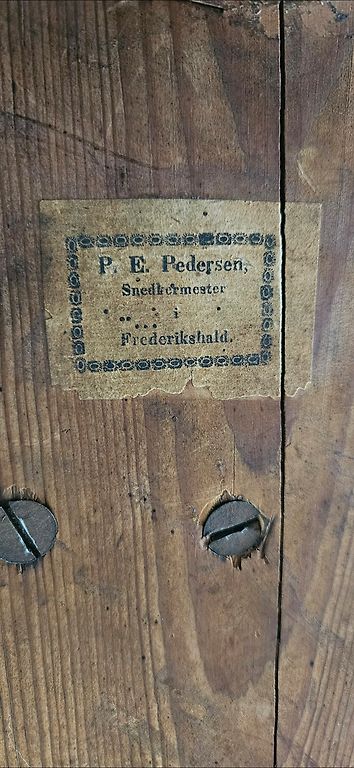 P. E. Pedersen,
Snedkermester
i
Frederikshald.